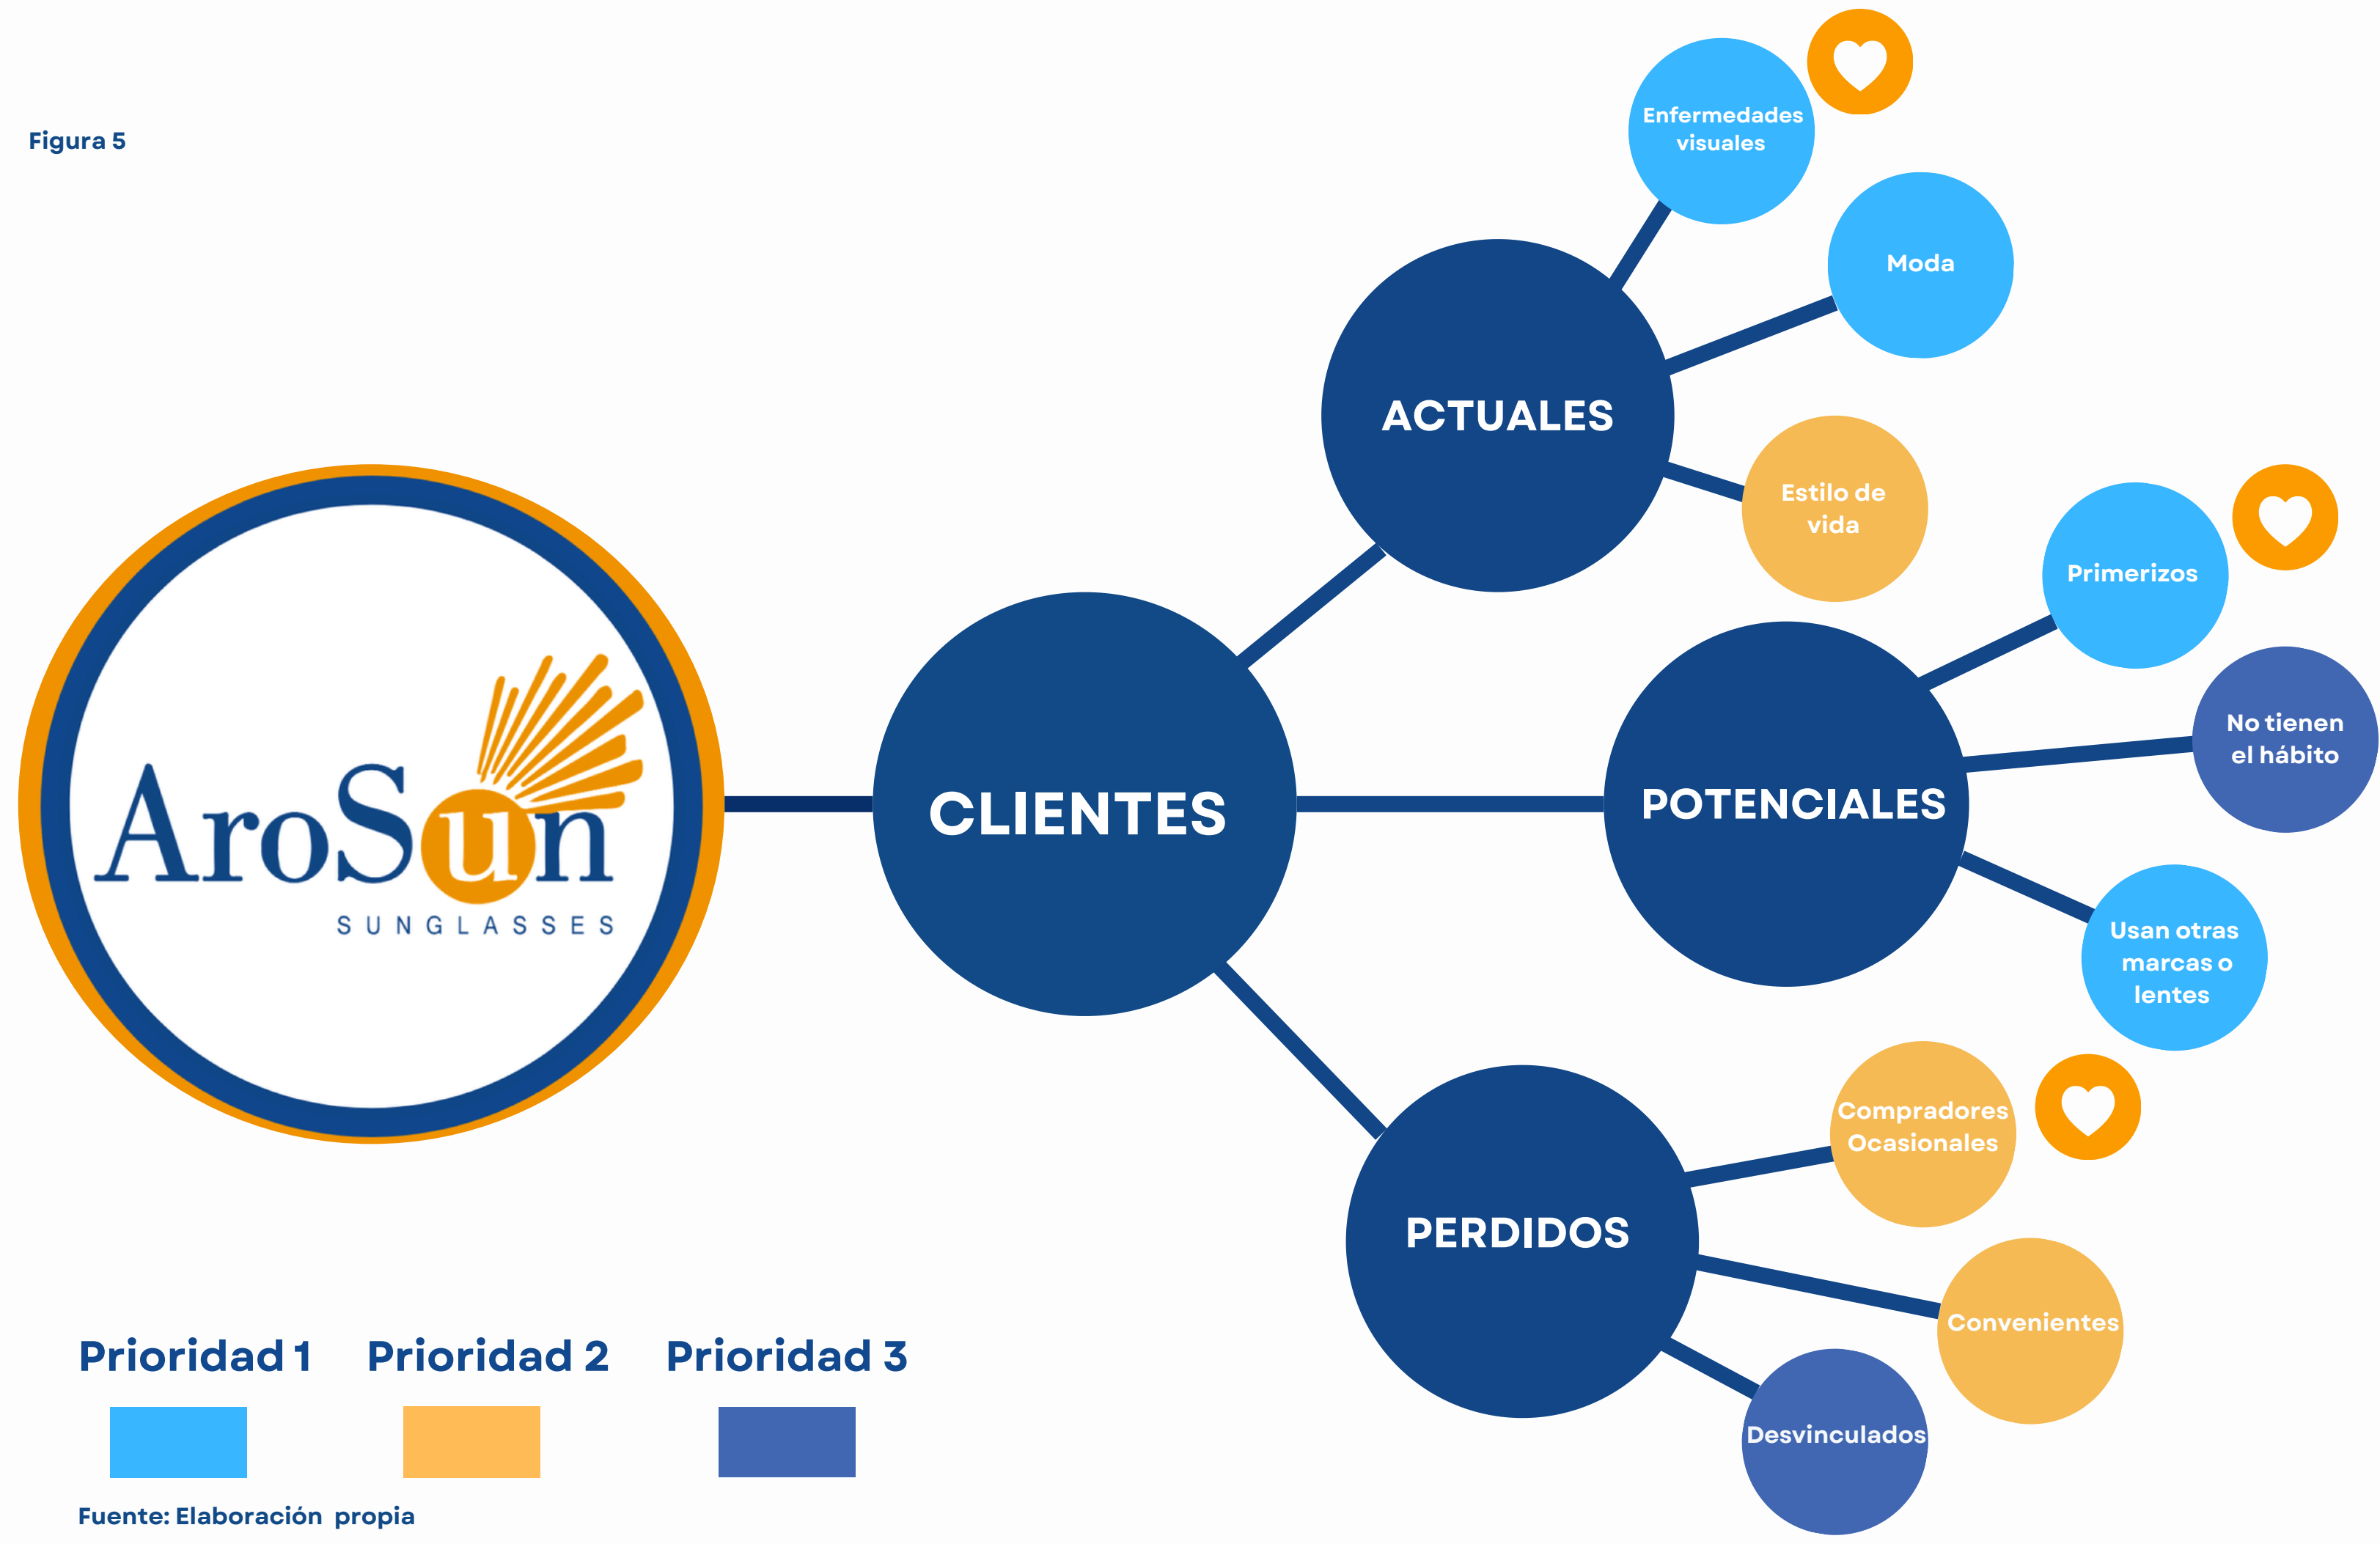 Figura 5
AroSun
SUNGLASSES
CLIENTES
ACTUALES
Enfermedades
visuales
Moda
Estilo de
vida
POTENCIALES
Primerizos
No tienen
el hábito
Usan otras
marcas o
lentes
PERDIDOS
Compradores
Ocasionales
Convenientes
Desvinculados
Prioridad 1
Prioridad 2
Prioridad 3
Fuente: Elaboración propia